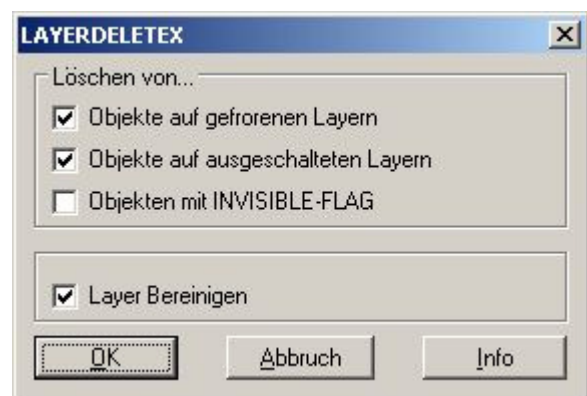 LAYERDELETEX
Löschen von...
Objekte auf gefrorenen Layern
Objekte auf ausgeschalteten Layern
Objekten mit INVISIBLE-FLAG
Layer Bereinigen
OK
Abbruch
Info